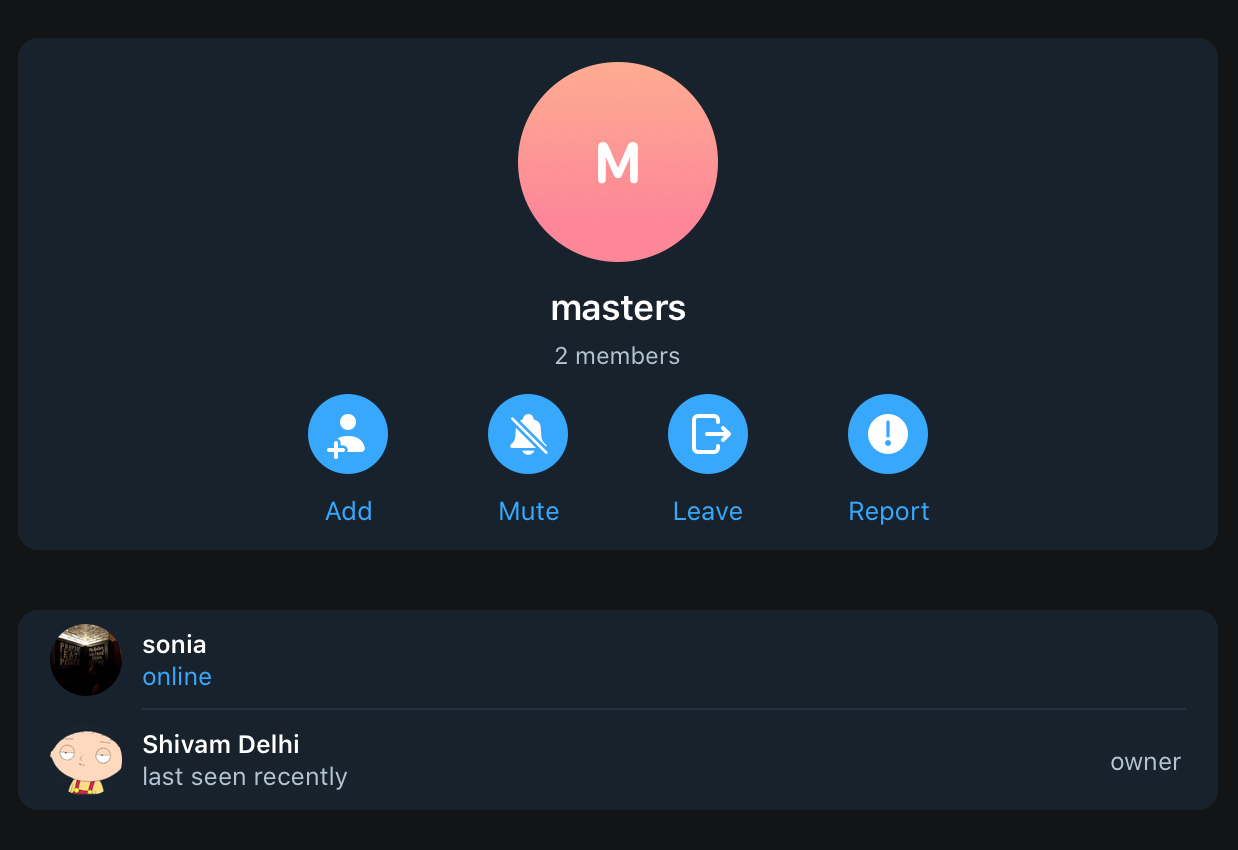 M
masters
2 members
Add
Mute
Leave
Report
sonia
online
Shivam Delhi
last seen recently
owner